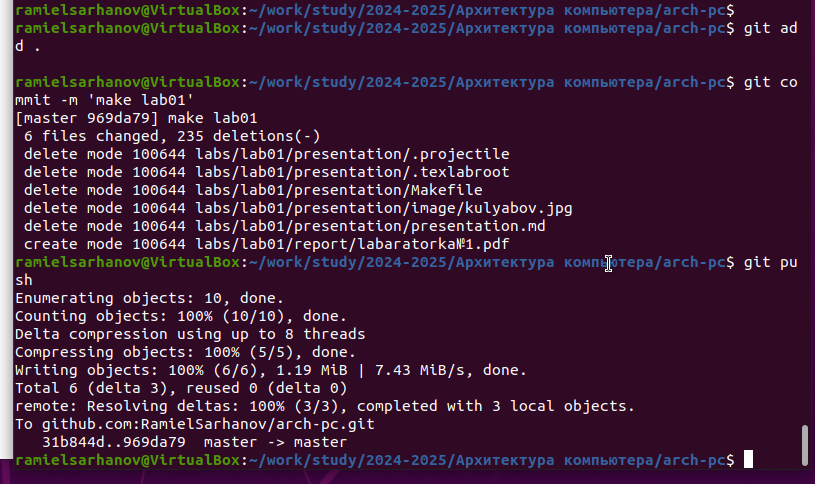 ramielsarhanov@VirtualBox:~/work/study/2024-2025/Архитектура компьютера/arch-pc$
ramielsarhanov@VirtualBox:~/work/study/2024-2025/Архитектура компьютера/arch-pc$ git ad
d .
ramielsarhanov@VirtualBox:~/work/study/2024-2025/Архитектура компьютера/arch-pc$ git co
mmit -m 'make lab01'
[master 969da79] make lab01
 6 files changed, 235 deletions(-)
 delete mode 100644 labs/lab01/presentation/.projectile
 delete mode 100644 labs/lab01/presentation/.texlabroot
 delete mode 100644 labs/lab01/presentation/Makefile
 delete mode 100644 labs/lab01/presentation/image/kulyabov.jpg
 delete mode 100644 labs/lab01/presentation/presentation.md
 create mode 100644 labs/lab01/report/labaratorka№1.pdf
ramielsarhanov@VirtualBox:~/work/study/2024-2025/Архитектура компьютера/arch-pc$ git pu
sh
Enumerating objects: 10, done.
Counting objects: 100% (10/10), done.
Delta compression using up to 8 threads
Compressing objects: 100% (5/5), done.
Writing objects: 100% (6/6), 1.19 MiB | 7.43 MiB/s, done.
Total 6 (delta 3), reused 0 (delta 0)
remote: Resolving deltas: 100% (3/3), completed with 3 local objects.
To github.com:RamielSarhanov/arch-pc.git
   31b844d..969da79  master -> master
ramielsarhanov@VirtualBox:~/work/study/2024-2025/Архитектура компьютера/arch-pc$